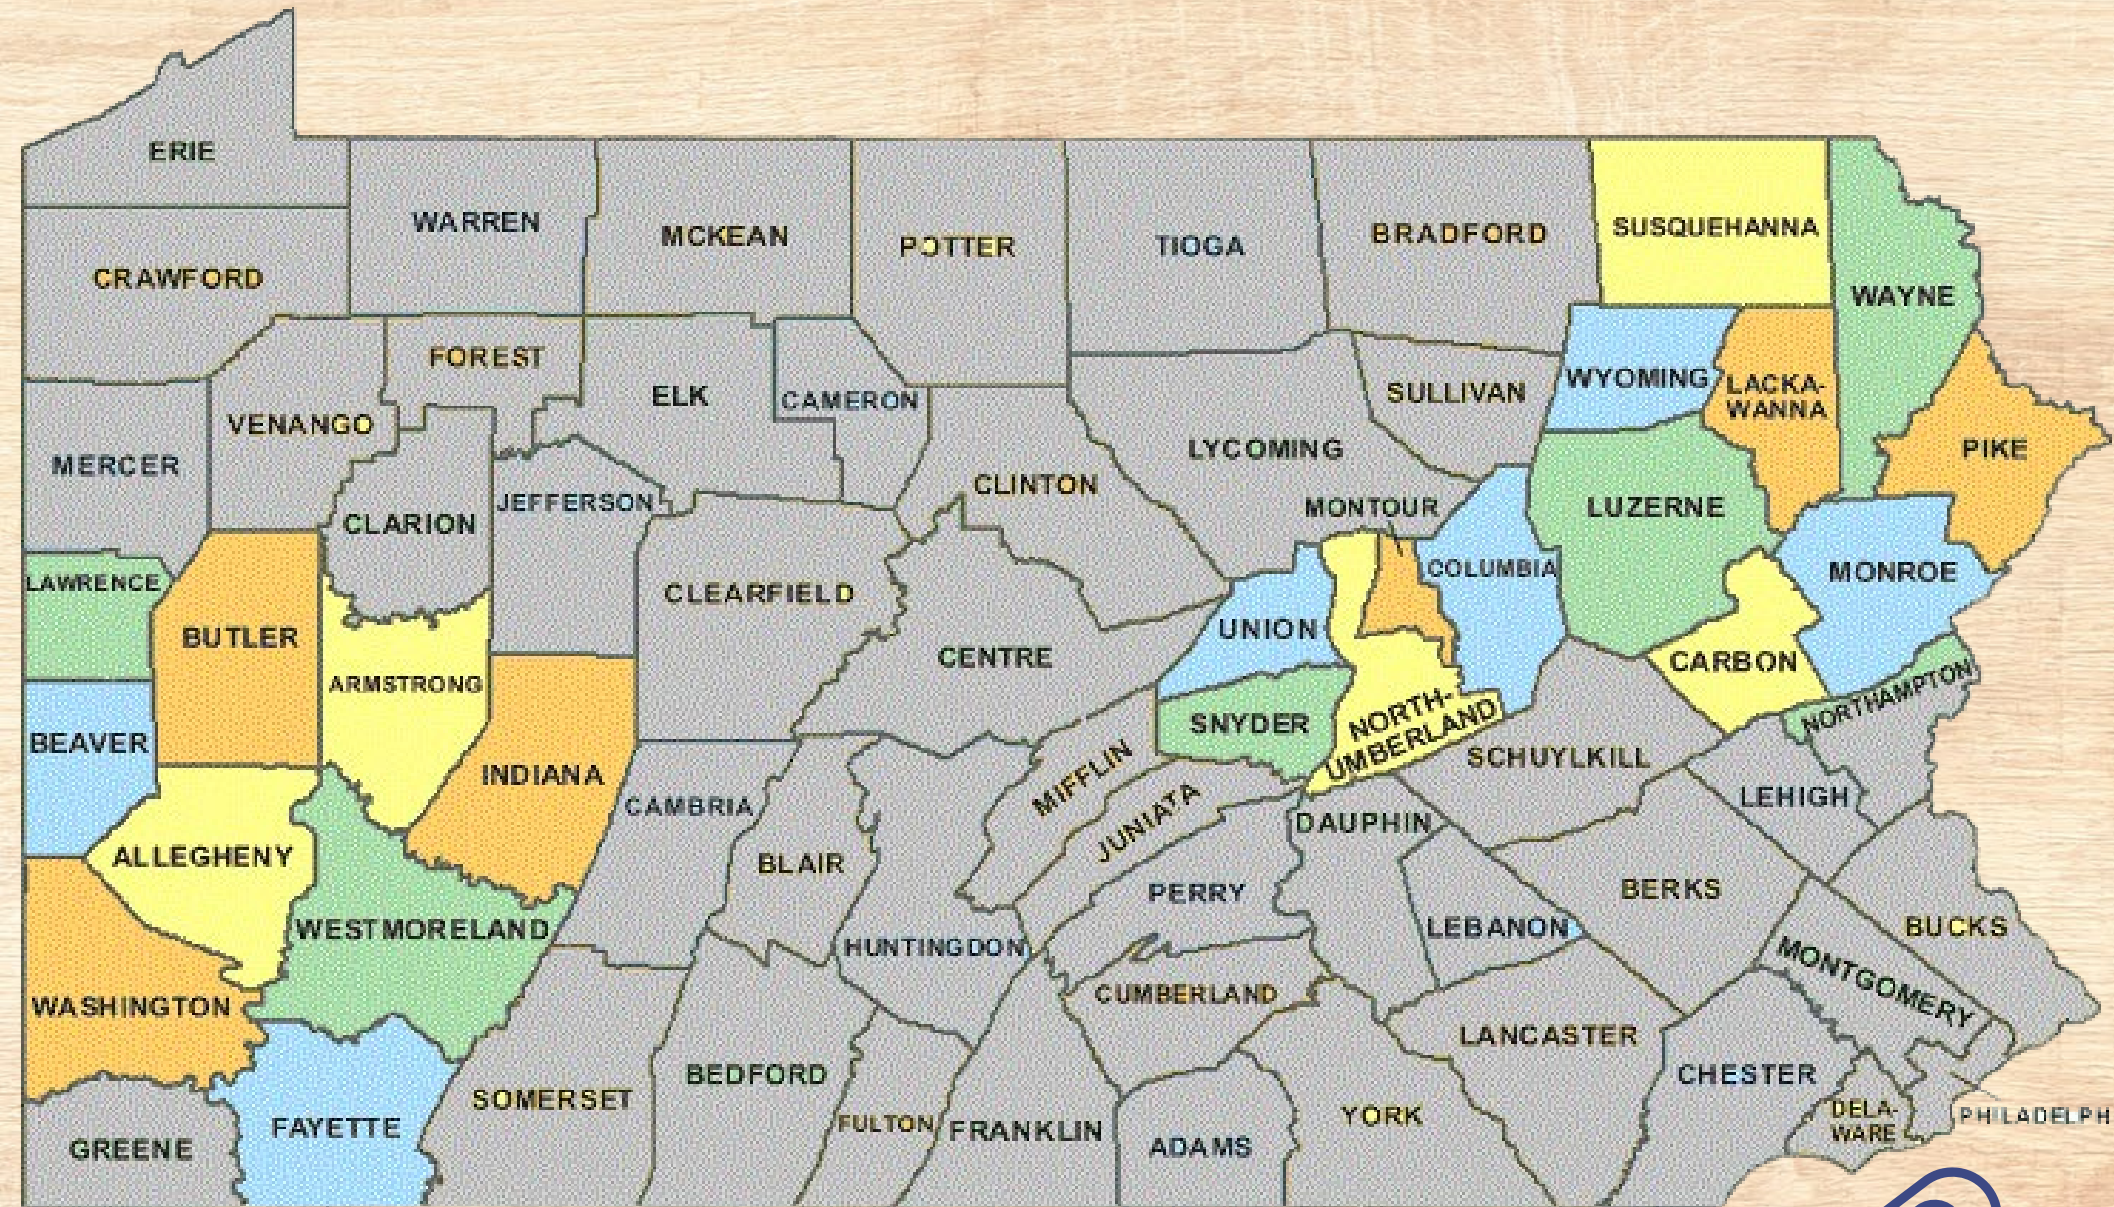 ERIE
WARREN
MCKEAN
POTTER
TIOGA
BRADFORD
SUSQUEHANNA
WAYNE
CRAWFORD
FOREST
ELK
CAMERON
SULLIVAN
WYOMING
LACKA-
WANNA
PIKE
VENANGO
MERCER
LYCOMING
CLINTON
JEFFERSON
CLARION
MONTOUR
LUZERNE
COLUMBIA
MONROE
LAWRENCE
BUTLER
ARMSTRONG
CLEARFIELD
CENTRE
UNION
CARBON
NORTHAMPTON
SNYDER
NORTH-
UMBERLAND
SCHUYLKILL
BEAVER
INDIANA
CAMBRIA
MIFFLIN
JUNIATA
LEHIGH
DAUPHIN
ALLEGHENY
BLAIR
PERRY
BERKS
BUCKS
WESTMORELAND
HUNTINGDON
LEBANON
MONTGOMERY
WASHINGTON
CUMBERLAND
LANCASTER
CHESTER
SOMERSET
BEDFORD
FULTON
FRANKLIN
ADAMS
YORK
DELA-
WARE
PHILADELPH
GREENE
FAYETTE